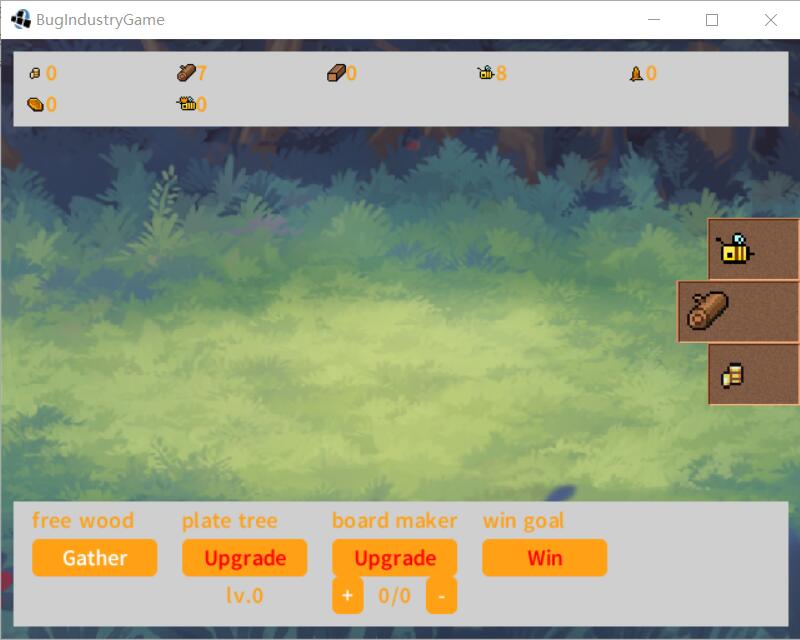 BugIndustryGame
0 7 0 8 0
0 0
free wood plate tree board maker win goal
Gather Upgrade Upgrade Win
lv.0 + 0/0 -